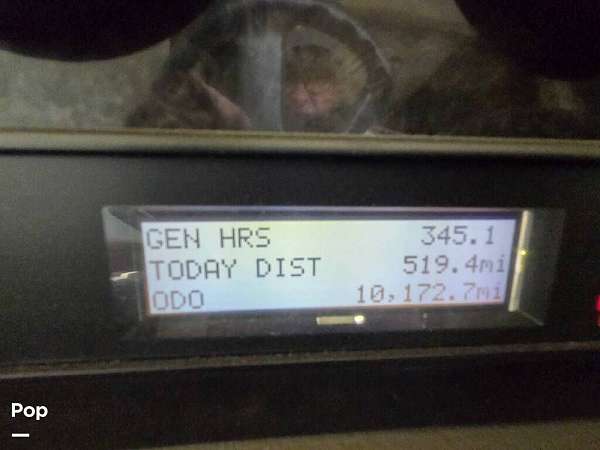 GEN HRS 345.1
TODAY DIST 519.4mi
ODO 10,172.7mi
Pop